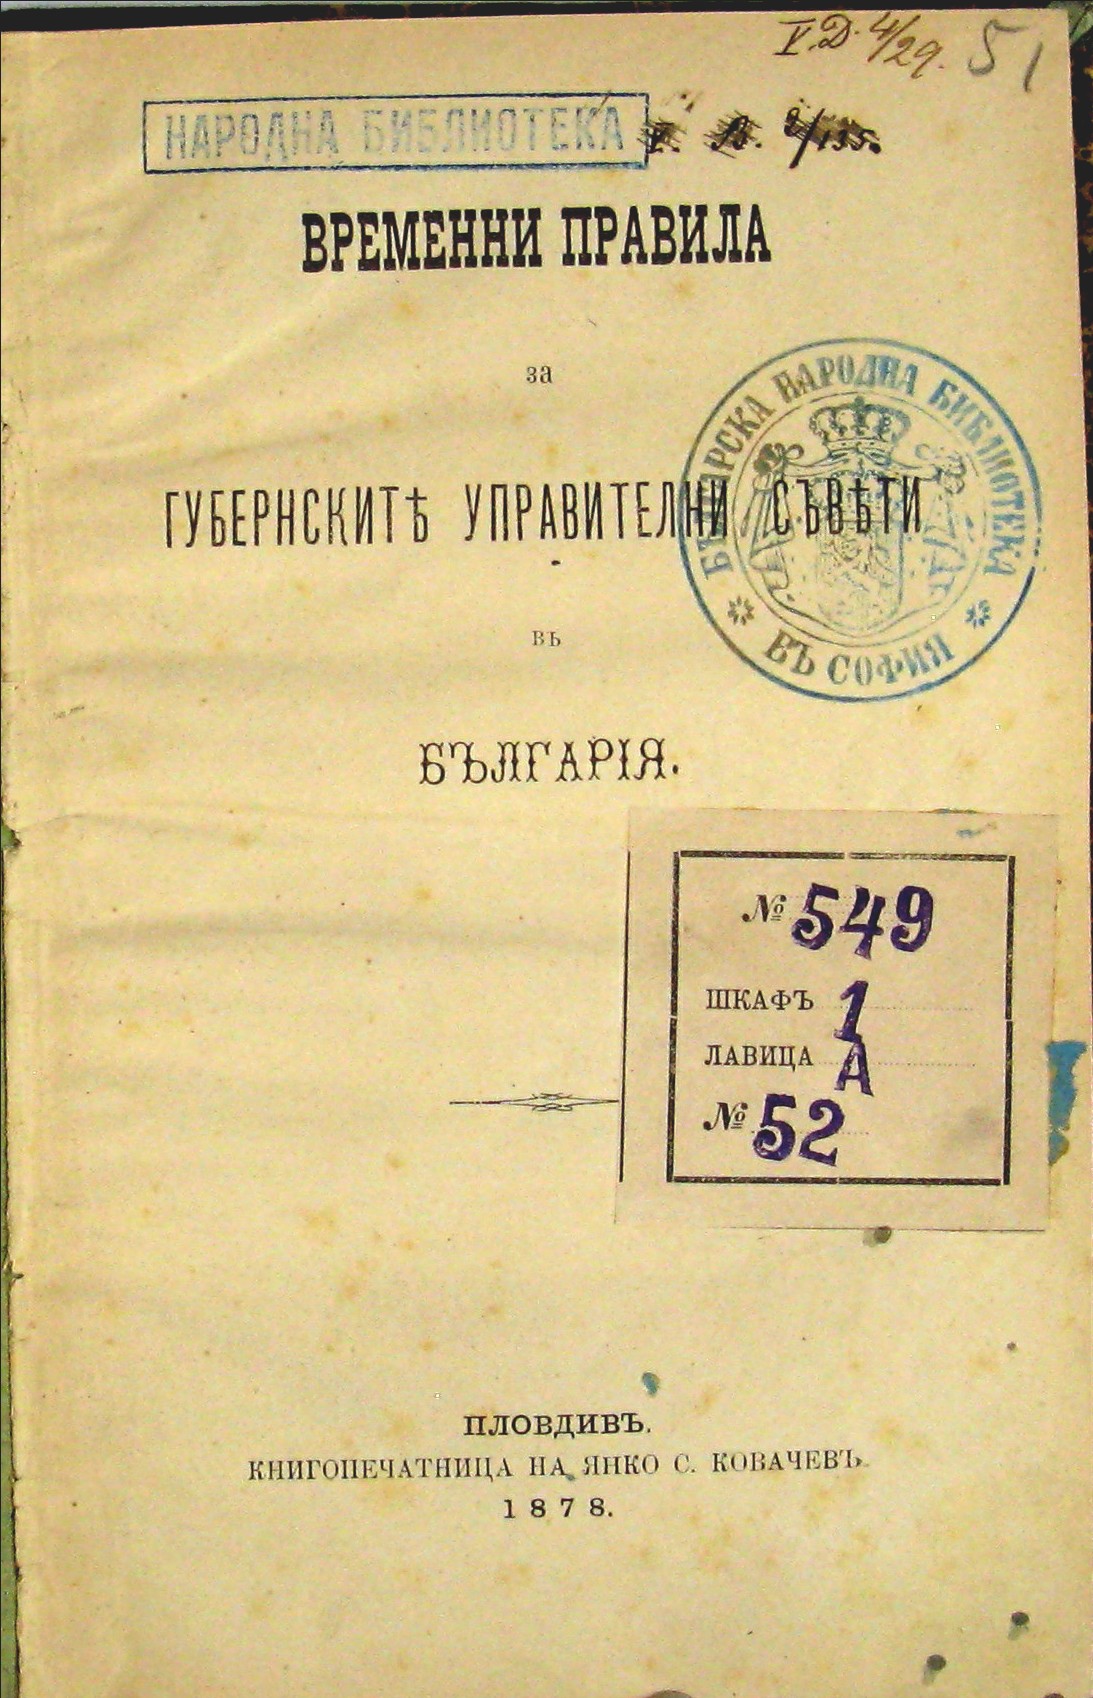 V.D. 4/29. 51
НАРОДНА БИБЛИОТЕКА
ВРЕМЕННИ ПРАВИЛА
за
ГУБЕРНСКИТѢ УПРАВИТЕЛНИ СЪВѢТИ
БЪЛГАРСКА НАРОДНА БИБЛИОТЕКА
ВЪ СОФИЯ
въ
БЪЛГАРІЯ.
№ 549
ШКАФЪ 1
ЛАВИЦА А
№ 52
ПЛОВДИВЪ.
КНИГОПЕЧАТНИЦА НА ЯНКО С. КОВАЧЕВЪ.
1878.